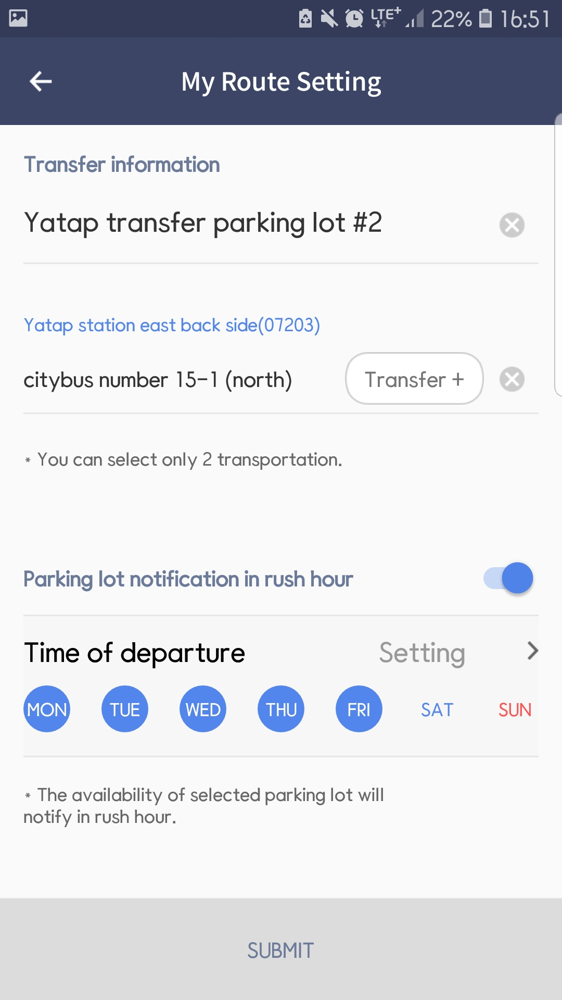 LTE+ 22% 16:51
My Route Setting
Transfer information
Yatap transfer parking lot #2
Yatap station east back side(07203)
citybus number 15-1 (north) Transfer +
* You can select only 2 transportation.
Parking lot notification in rush hour
Time of departure Setting
MON TUE WED THU FRI SAT SUN
* The availability of selected parking lot will
notify in rush hour.
SUBMIT